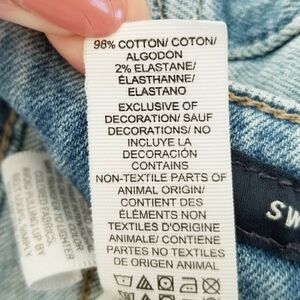 98% COTTON/ COTON/
ALGODON
2% ELASTANE/
ÉLASTHANNE/
ELASTANO
EXCLUSIVE OF
DECORATION/ SAUF
DECORATIONS/ NO
INCLUYE LA
DECORACIÓN
CONTAINS
NON-TEXTILE PARTS OF
ANIMAL ORIGIN/
CONTIENT DES
ÉLÉMENTS NON
TEXTILES D'ORIGINE
ANIMALE/ CONTIENE
PARTES NO TEXTILES
DE ORIGEN ANIMAL
SW